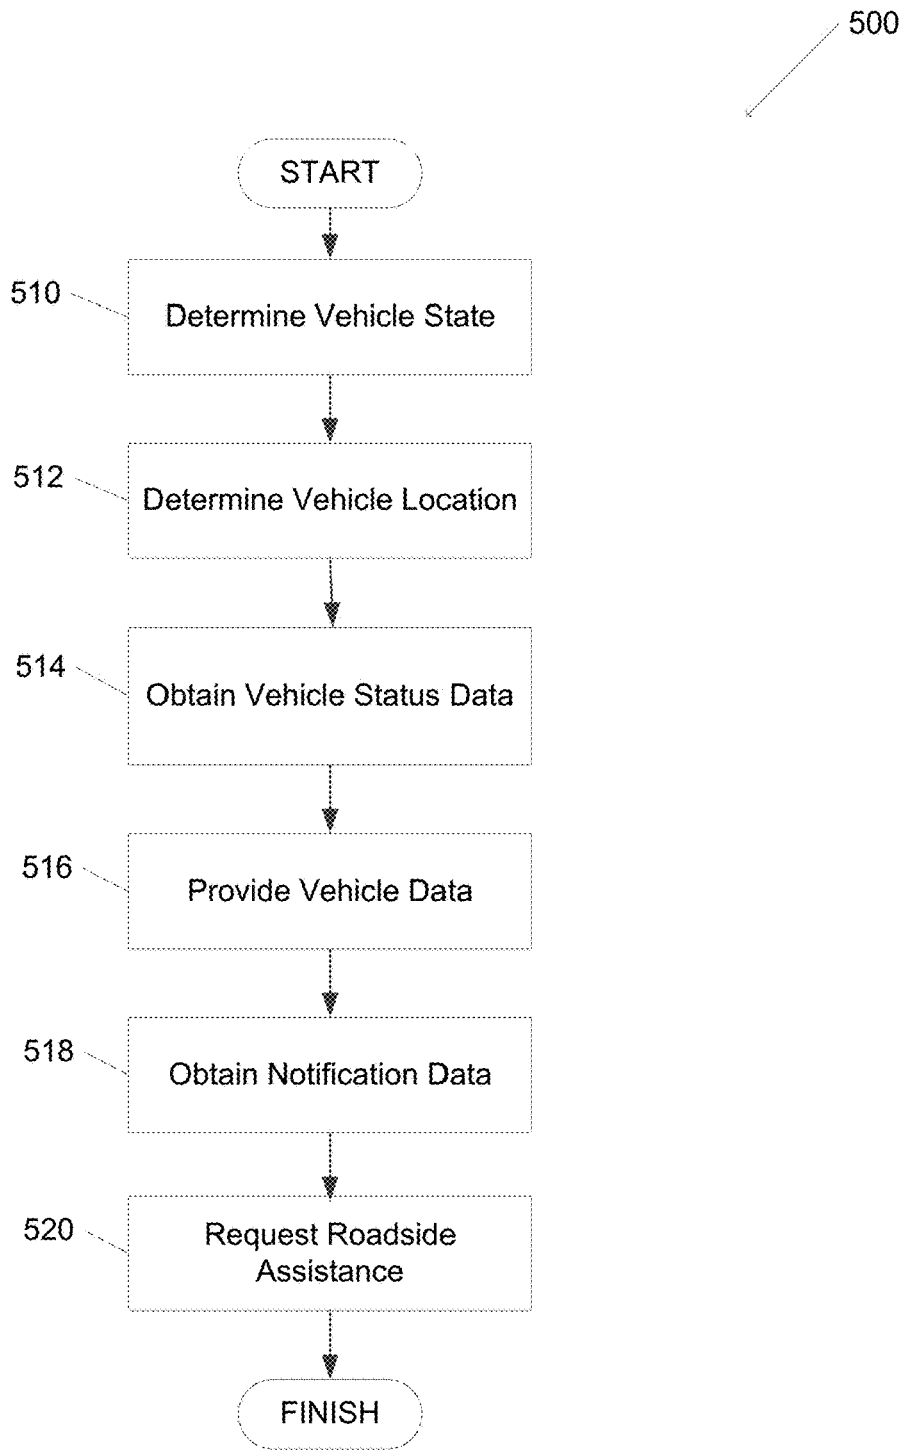 500
START
510
Determine Vehicle State
512
Determine Vehicle Location
514
Obtain Vehicle Status Data
516
Provide Vehicle Data
518
Obtain Notification Data
520
Request Roadside
Assistance
FINISH